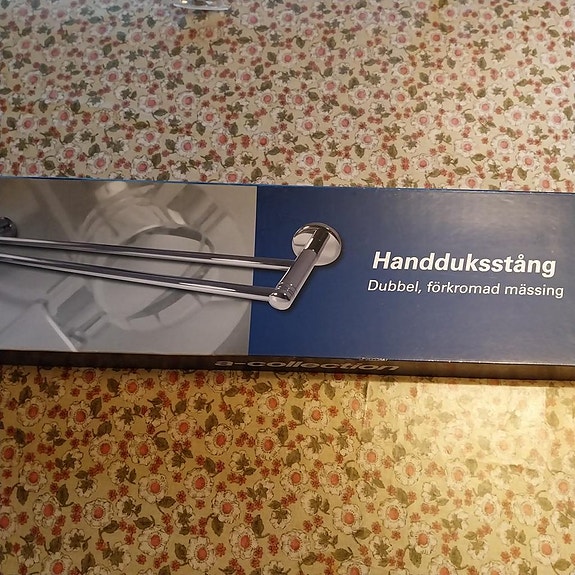 Handduksstång
Dubbel, förkromad mässing
a-collection